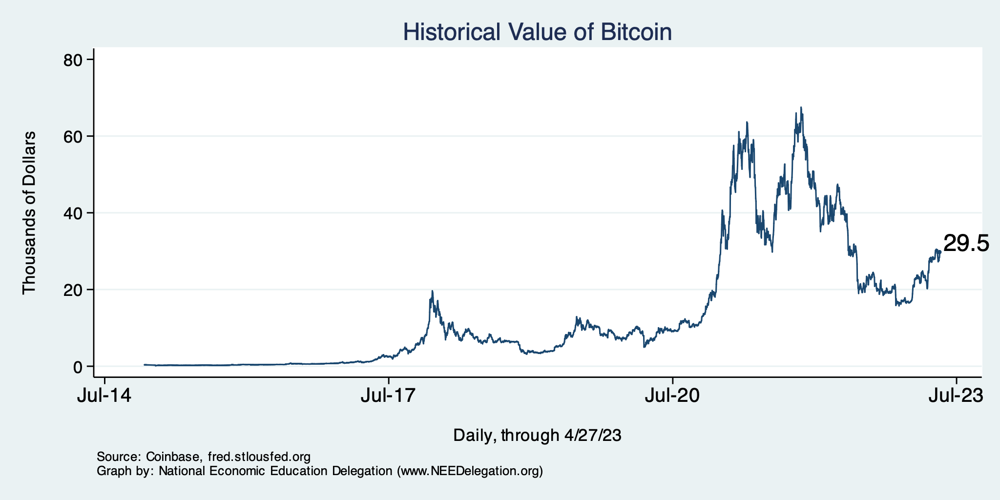 Historical Value of Bitcoin
Thousands of Dollars
80
60
40
20
0
29.5
Jul-14 Jul-17 Jul-20 Jul-23
Daily, through 4/27/23
Source: Coinbase, fred.stlousfed.org
Graph by: National Economic Education Delegation (www.NEEDelegation.org)